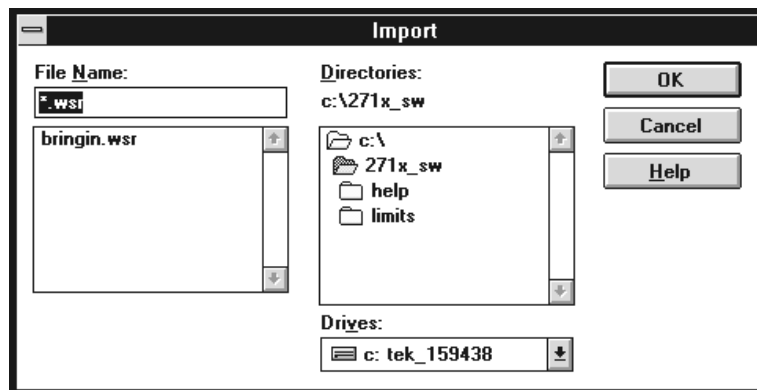 Import
File Name:
*.wsr
bringin.wsr
Directories:
c:\271x_sw
c:\
271x_sw
help
limits
Drives:
c: tek_159438
OK
Cancel
Help